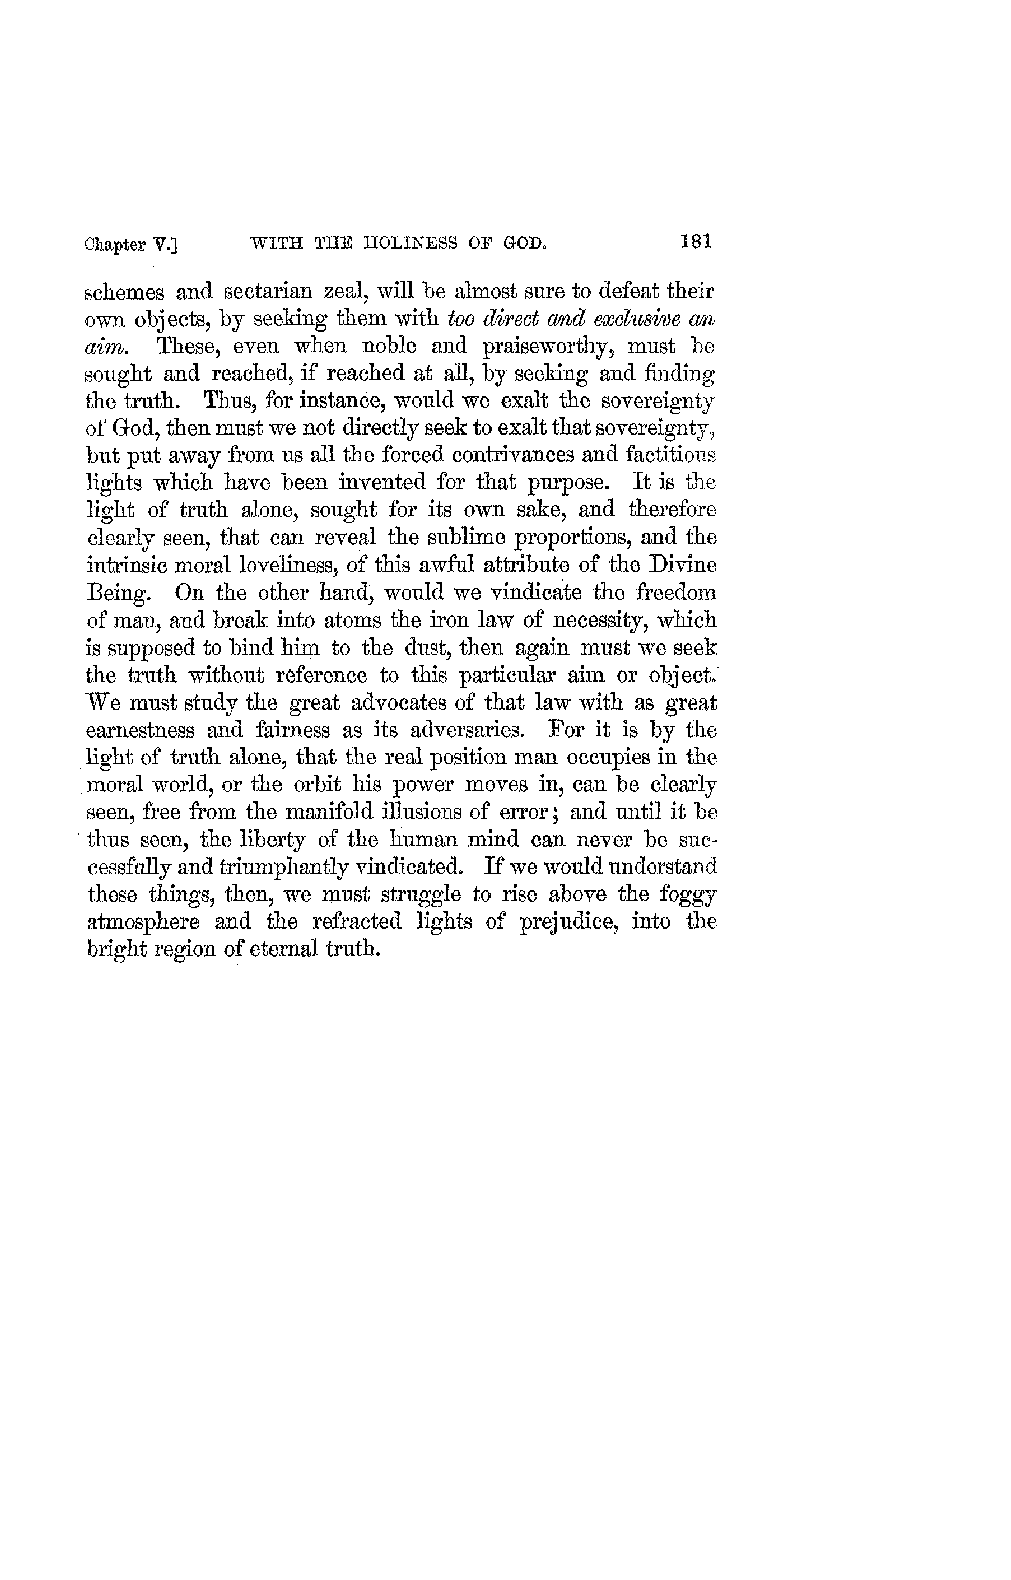 Chapter V.] WITH THE HOLINESS OF GOD. 181
schemes and sectarian zeal, will be almost sure to defeat their
own objects, by seeking them with too direct and exclusive an
aim. These, even when noble and praiseworthy, must be
sought and reached, if reached at all, by seeking and finding
the truth. Thus, for instance, would we exalt the sovereignty
of God, then must we not directly seek to exalt that sovereignty,
but put away from us all the forced contrivances and factitious
lights which have been invented for that purpose. It is the
light of truth alone, sought for its own sake, and therefore
clearly seen, that can reveal the sublime proportions, and the
intrinsic moral loveliness, of this awful attribute of the Divine
Being. On the other hand, would we vindicate the freedom
of man, and break into atoms the iron law of necessity, which
is supposed to bind him to the dust, then again must we seek
the truth without reference to this particular aim or object.
We must study the great advocates of that law with as great
earnestness and fairness as its adversaries. For it is by the
light of truth alone, that the real position man occupies in the
moral world, or the orbit his power moves in, can be clearly
seen, free from the manifold illusions of error; and until it be
thus seen, the liberty of the human mind can never be suc-
cessfully and triumphantly vindicated. If we would understand
these things, then, we must struggle to rise above the foggy
atmosphere and the refracted lights of prejudice, into the
bright region of eternal truth.